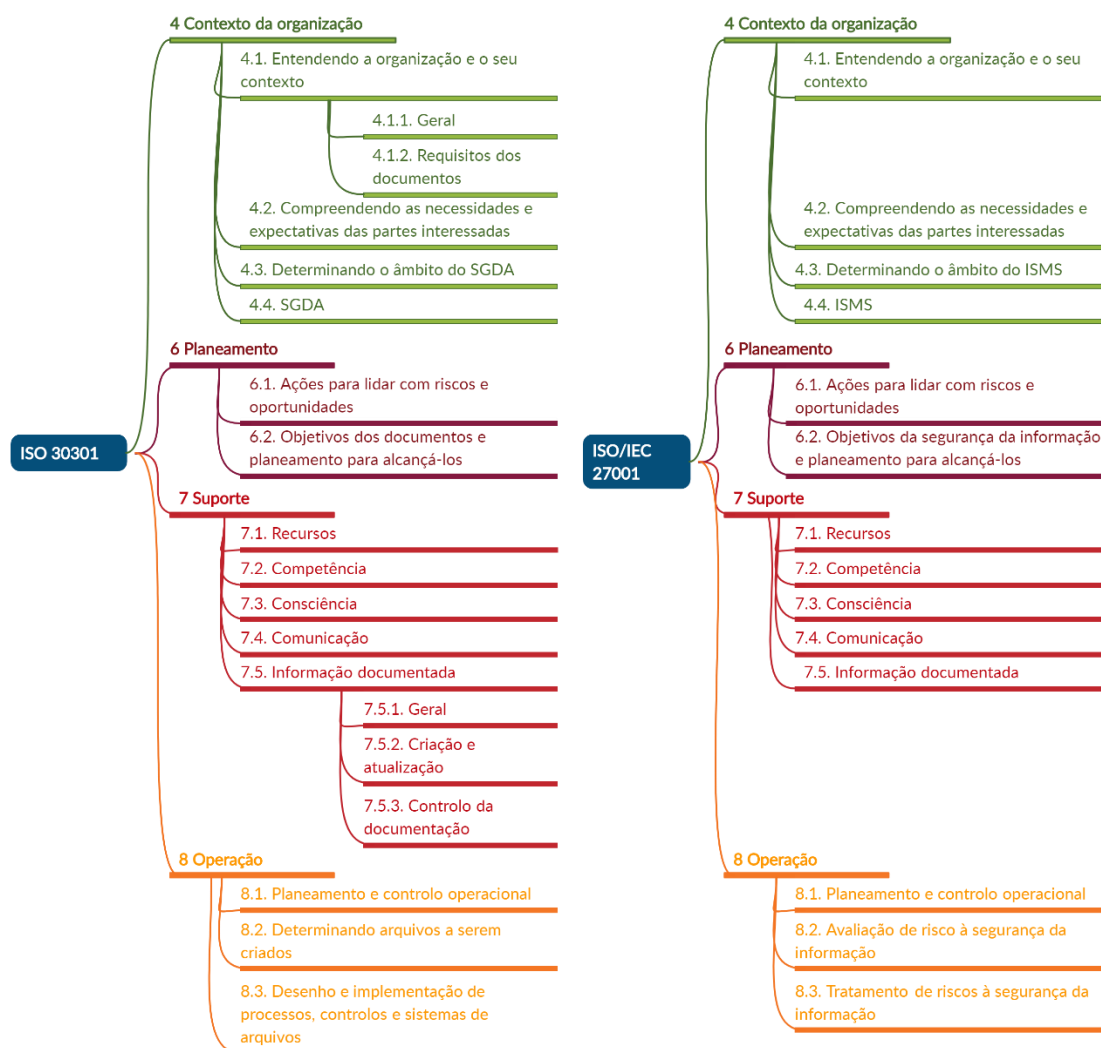 4 Contexto da organização
4.1. Entendendo a organização e o seu
contexto
4.1.1. Geral
4.1.2. Requisitos dos
documentos
4.2. Compreendendo as necessidades e
expectativas das partes interessadas
4.3. Determinando o âmbito do SGDA
4.4. SGDA
6 Planeamento
6.1. Ações para lidar com riscos e
oportunidades
6.2. Objetivos dos documentos e
planeamento para alcançá-los
ISO 30301
7 Suporte
7.1. Recursos
7.2. Competência
7.3. Consciência
7.4. Comunicação
7.5. Informação documentada
7.5.1. Geral
7.5.2. Criação e
atualização
7.5.3. Controlo da
documentação
8 Operação
8.1. Planeamento e controlo operacional
8.2. Determinando arquivos a serem
criados
8.3. Desenho e implementação de
processos, controlos e sistemas de
arquivos
4 Contexto da organização
4.1. Entendendo a organização e o seu
contexto
4.2. Compreendendo as necessidades e
expectativas das partes interessadas
4.3. Determinando o âmbito do ISMS
4.4. ISMS
6 Planeamento
6.1. Ações para lidar com riscos e
oportunidades
6.2. Objetivos da segurança da informação
e planeamento para alcançá-los
ISO/IEC
27001
7 Suporte
7.1. Recursos
7.2. Competência
7.3. Consciência
7.4. Comunicação
7.5. Informação documentada
8 Operação
8.1. Planeamento e controlo operacional
8.2. Avaliação de risco à segurança da
informação
8.3. Tratamento de riscos à segurança da
informação